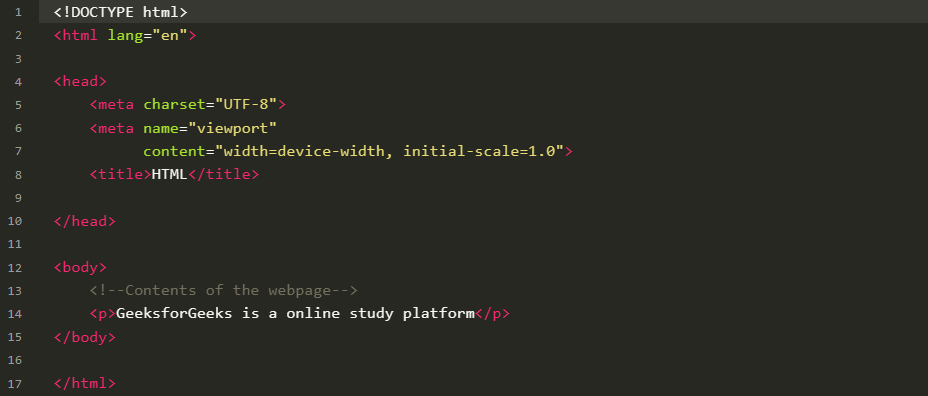 1 <!DOCTYPE html>
2 <html lang="en">
3
4 <head>
5     <meta charset="UTF-8">
6     <meta name="viewport"
7           content="width=device-width, initial-scale=1.0">
8     <title>HTML</title>
9
10 </head>
11
12 <body>
13     <!--Contents of the webpage-->
14     <p>GeeksforGeeks is a online study platform</p>
15 </body>
16
17 </html>